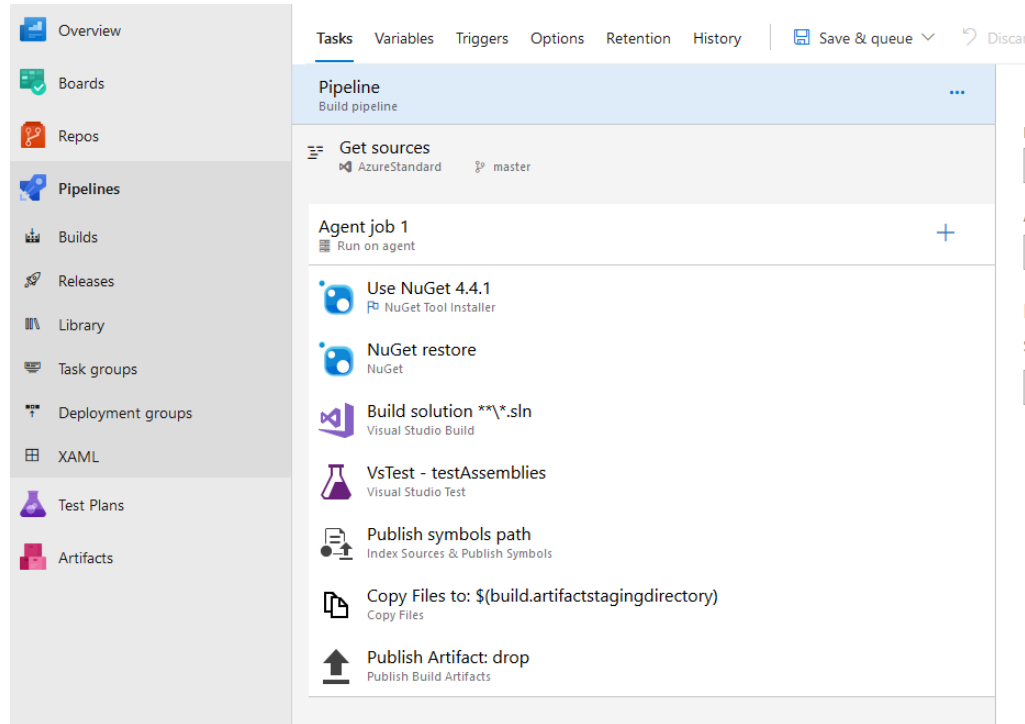 Overview
Boards
Repos
Pipelines
Builds
Releases
Library
Task groups
Deployment groups
XAML
Test Plans
Artifacts
Tasks Variables Triggers Options Retention History Save & queue
Pipeline
Build pipeline
Get sources
AzureStandard master
Agent job 1
Run on agent
Use NuGet 4.4.1
NuGet Tool Installer
NuGet restore
NuGet
Build solution **\*.sln
Visual Studio Build
VsTest - testAssemblies
Visual Studio Test
Publish symbols path
Index Sources & Publish Symbols
Copy Files to: $(build.artifactstagingdirectory)
Copy Files
Publish Artifact: drop
Publish Build Artifacts